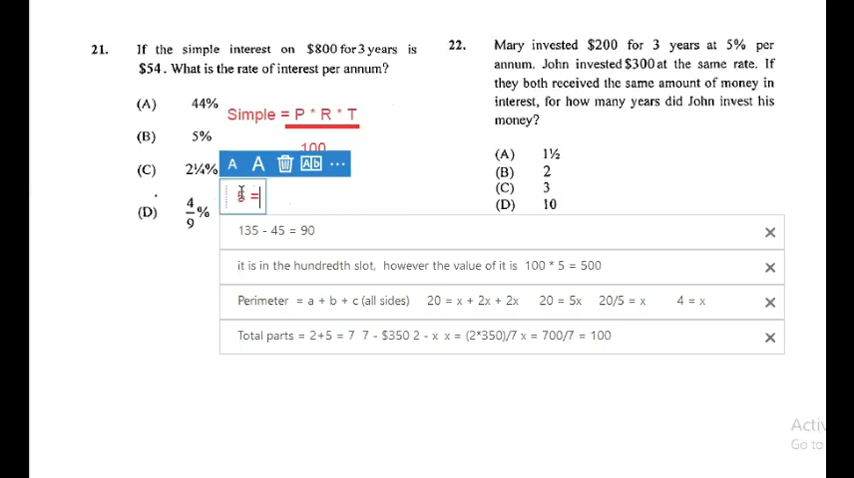 21. If the simple interest on $800 for 3 years is
$54. What is the rate of interest per annum?
(A) 44%
(B) 5%
(C) 2¼%
(D) 4/9%
Simple = P * R * T
100
A A Ab ...
=
135 - 45 = 90
it is in the hundredth slot, however the value of it is 100 * 5 = 500
Perimeter = a + b + c (all sides) 20 = x + 2x + 2x 20 = 5x 20/5 = x 4 = x
Total parts = 2+5 = 7 7 - $350 2 - x x = (2*350)/7 x = 700/7 = 100
22. Mary invested $200 for 3 years at 5% per
annum. John invested $300 at the same rate. If
they both received the same amount of money in
interest, for how many years did John invest his
money?
(A) 1½
(B) 2
(C) 3
(D) 10
Go to